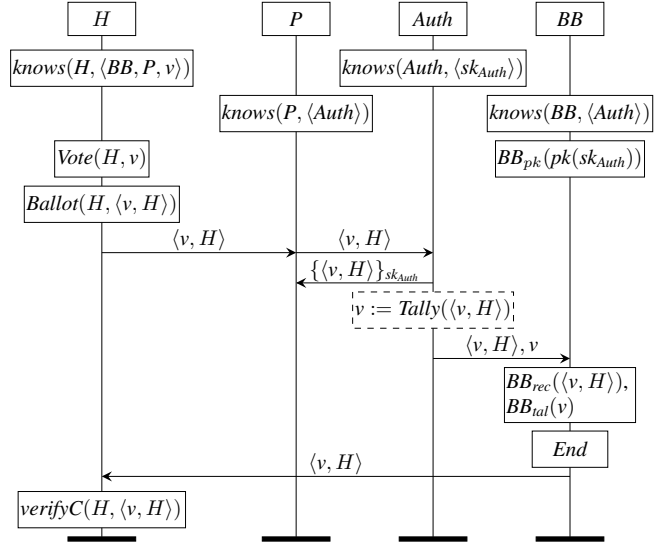 H P Auth BB
knows(H, ⟨BB, P, v⟩) knows(Auth, ⟨sk_Auth⟩)
knows(P, ⟨Auth⟩) knows(BB, ⟨Auth⟩)
Vote(H, v) BB_pk(pk(sk_Auth))
Ballot(H, ⟨v, H⟩)
⟨v, H⟩ ⟨v, H⟩
{⟨v, H⟩}_sk_Auth
v := Tally(⟨v, H⟩)
⟨v, H⟩, v
BB_rec(⟨v, H⟩),
BB_tal(v)
End
⟨v, H⟩
verifyC(H, ⟨v, H⟩)